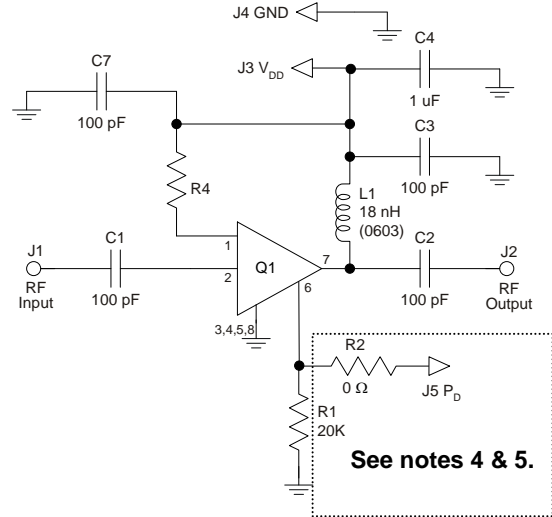 J4 GND
J3 V_DD
C4
1 uF
C7
100 pF
C3
100 pF
R4
L1
18 nH
(0603)
J1
RF
Input
C1
100 pF
1
2
Q1
7
6
3,4,5,8
C2
100 pF
J2
RF
Output
R2
0 Ω
J5 P_D
R1
20K
See notes 4 & 5.